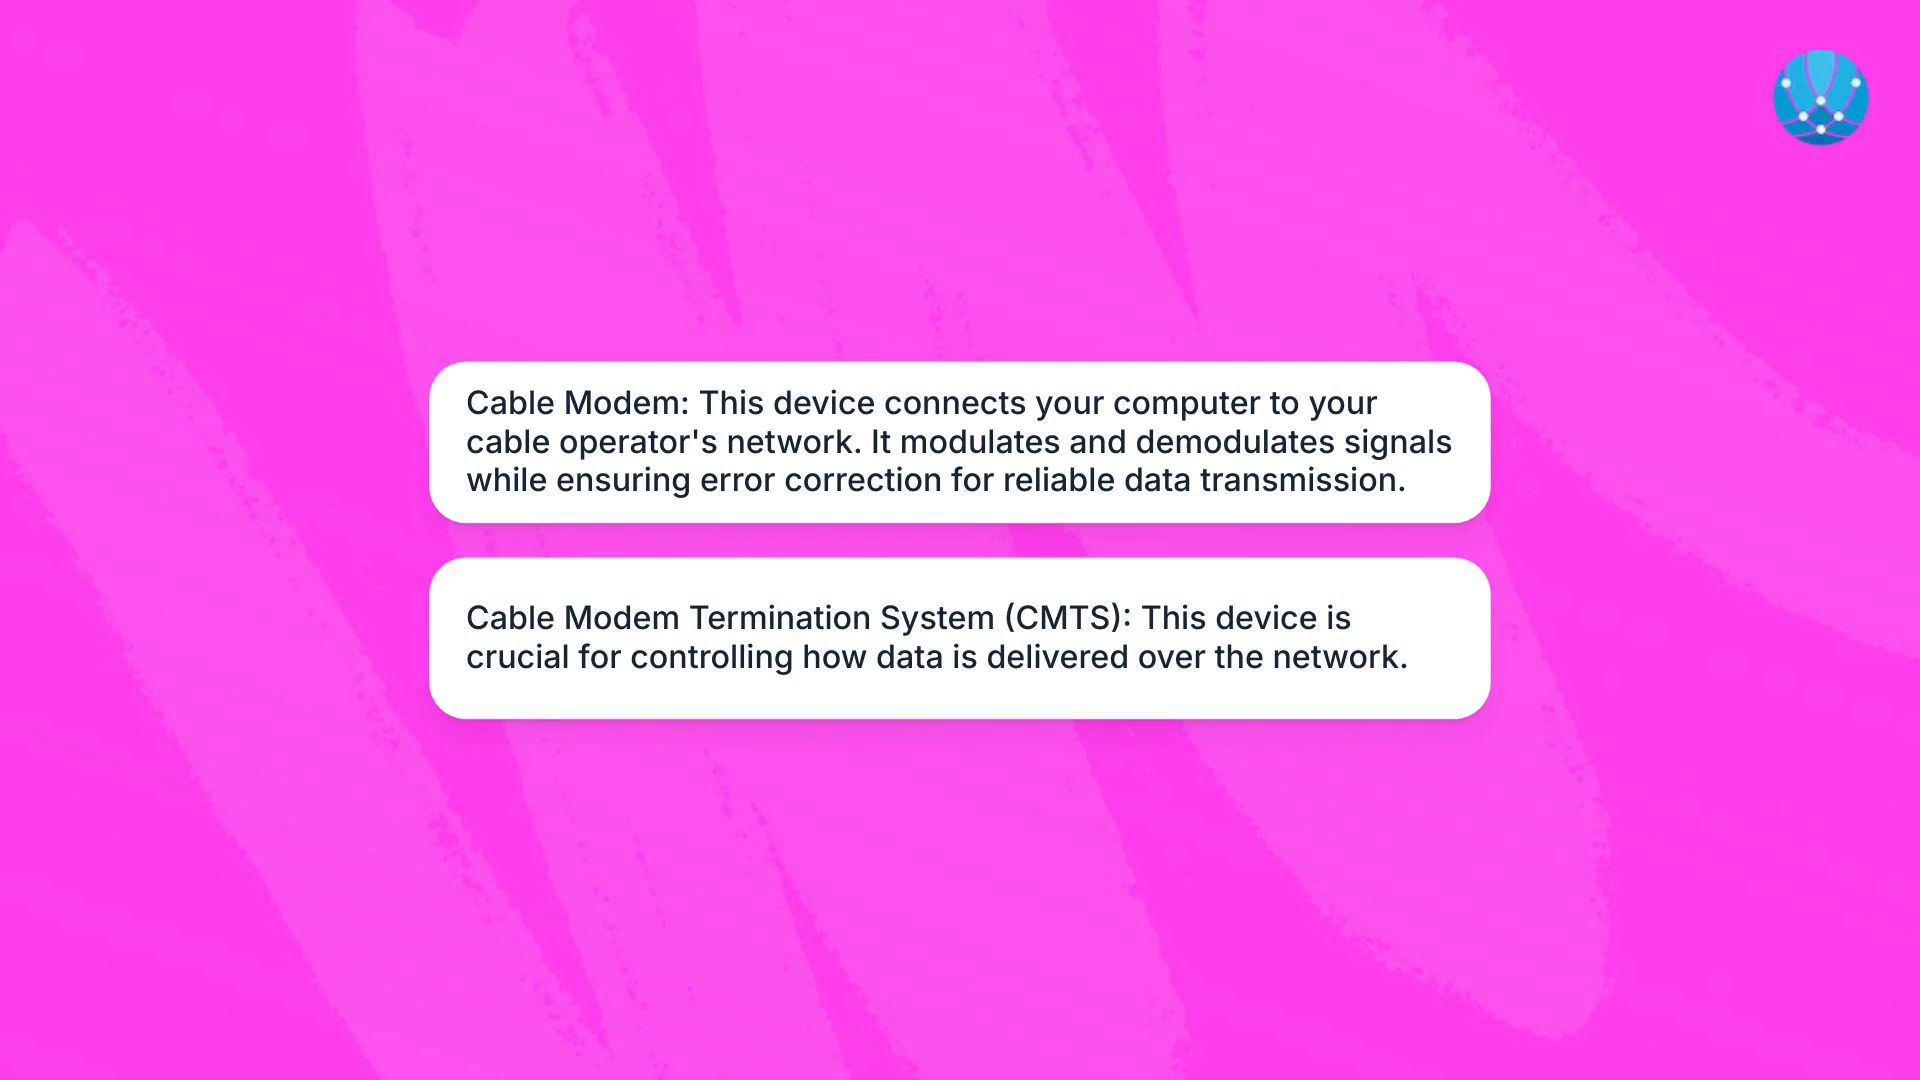 Cable Modem: This device connects your computer to your
cable operator's network. It modulates and demodulates signals
while ensuring error correction for reliable data transmission.
Cable Modem Termination System (CMTS): This device is
crucial for controlling how data is delivered over the network.